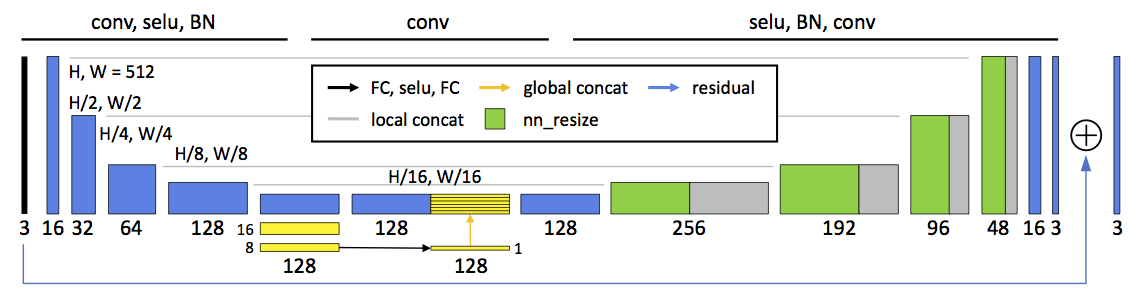 conv, selu, BN
conv
selu, BN, conv
H, W = 512
H/2, W/2
H/4, W/4
H/8, W/8
H/16, W/16
FC, selu, FC
global concat
residual
local concat
nn_resize
3 16 32 64 128 16 128 128 256 192 96 48 16 3 3
8 1
128 128